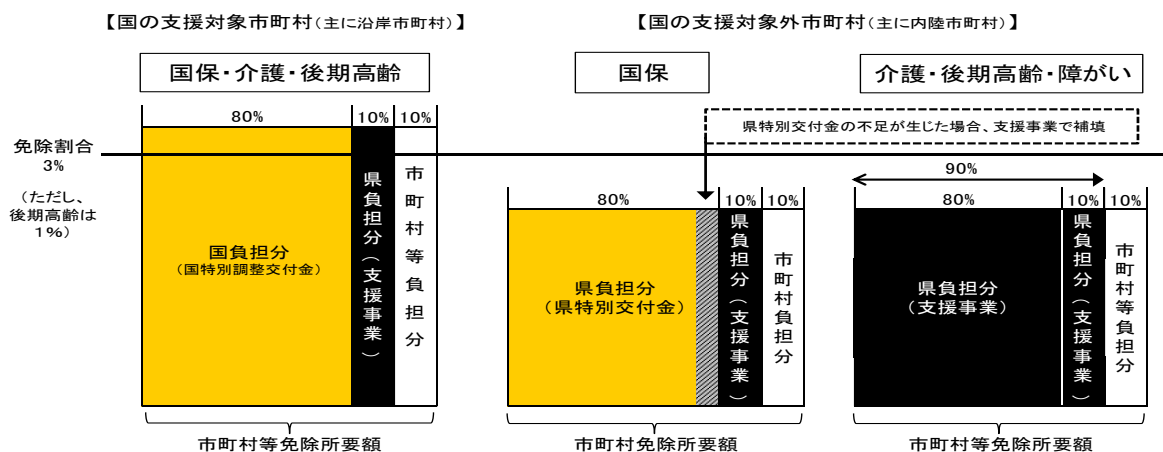 【国の支援対象市町村（主に沿岸市町村）】
【国の支援対象外市町村（主に内陸市町村）】
国保・介護・後期高齢
国保
介護・後期高齢・障がい
80%
10%
10%
県特別交付金の不足が生じた場合、支援事業で補填
免除割合
3%
（ただし、
後期高齢は
1%）
国負担分
（国特別調整交付金）
県負担分（支援事業）
市町村等負担分
市町村等免除所要額
80%
10%
10%
県負担分
（県特別交付金）
県負担分（支援事業）
市町村負担分
市町村免除所要額
90%
80%
10%
10%
県負担分
（支援事業）
県負担分（支援事業）
市町村等負担分
市町村等免除所要額